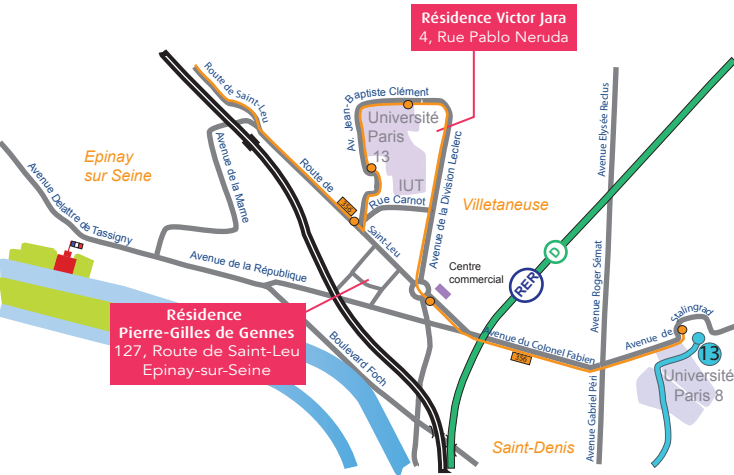 Résidence Victor Jara
4, Rue Pablo Neruda
Route de Saint-Leu
Av. Jean-Baptiste Clément
Université
Paris
13
IUT
Avenue Elysée Redus
Epinay
sur Seine
Avenue de la Marne
Route de
Saint-Leu
356
Rue Carnot
Avenue de la Division Leclerc
Villetaneuse
Avenue Delattre de Tassigny
Avenue de la République
D
RER
Centre
commercial
Avenue Roger Sémat
Résidence
Pierre-Gilles de Gennes
127, Route de Saint-Leu
Epinay-sur-Seine
Boulevard Foch
Avenue du Colonel Fabien
356
Avenue de Stalingrad
13
Université
Paris 8
Avenue Gabriel Péri
Saint-Denis